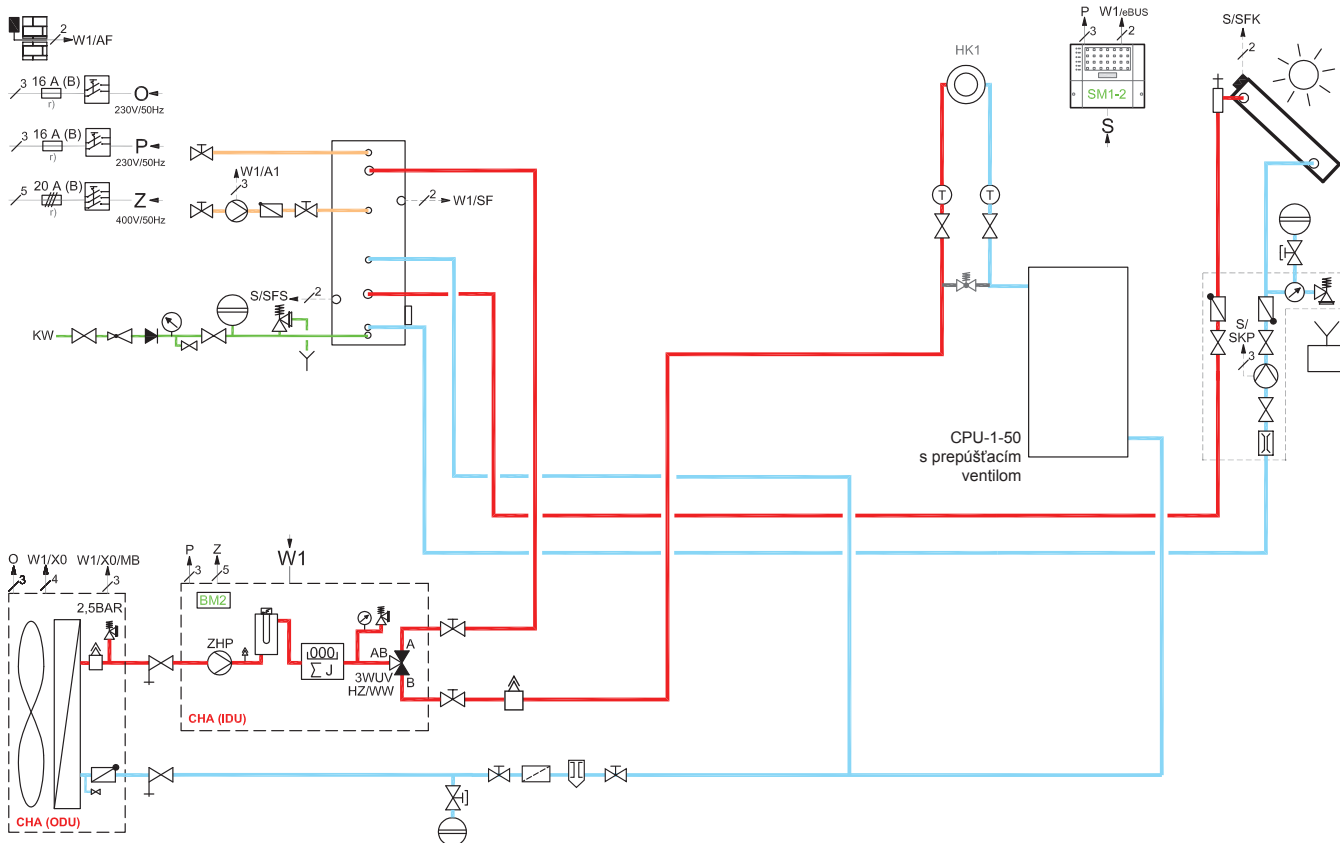 2
W1/AF
3
16 A (B)
r)
O
230V/50Hz
3
16 A (B)
r)
P
230V/50Hz
5
20 A (B)
r)
Z
400V/50Hz
W1/A1
3
2
W1/SF
S/SFS
2
KW
HK1
T
T
P
3
W1/eBUS
2
SM1-2
S
S/SFK
2
S/
SKP
3
CPU-1-50
s prepúšťacím
ventilom
O
3
W1/X0
4
W1/X0/MB
3
2,5BAR
CHA (ODU)
P
3
Z
5
W1
BM2
ZHP
000
Σ J
A
AB
B
3WUV
HZ/WW
CHA (IDU)